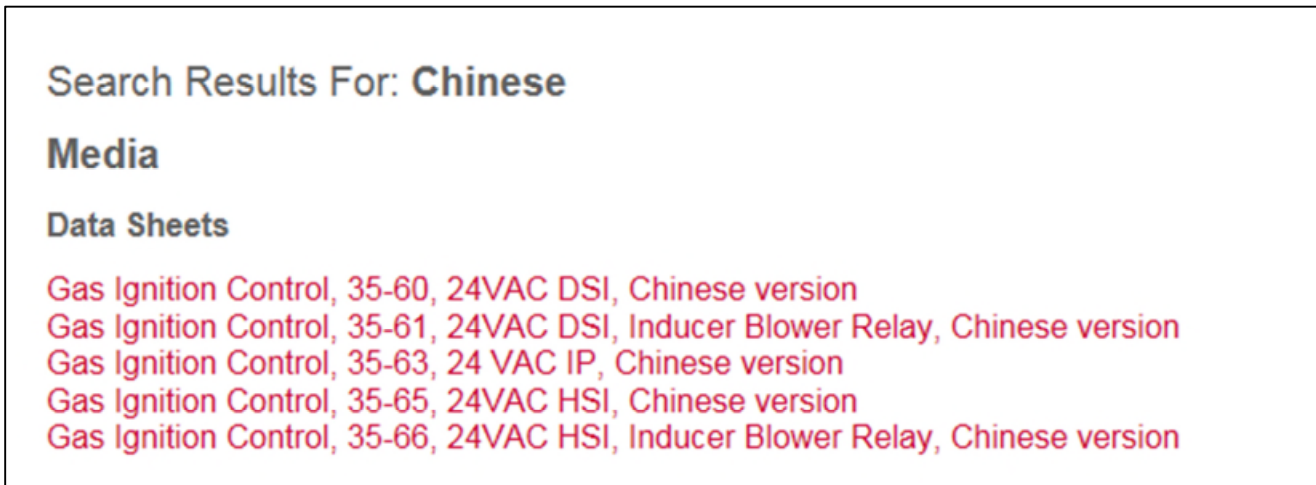 Search Results For: Chinese
Media
Data Sheets
Gas Ignition Control, 35-60, 24VAC DSI, Chinese version
Gas Ignition Control, 35-61, 24VAC DSI, Inducer Blower Relay, Chinese version
Gas Ignition Control, 35-63, 24 VAC IP, Chinese version
Gas Ignition Control, 35-65, 24VAC HSI, Chinese version
Gas Ignition Control, 35-66, 24VAC HSI, Inducer Blower Relay, Chinese version